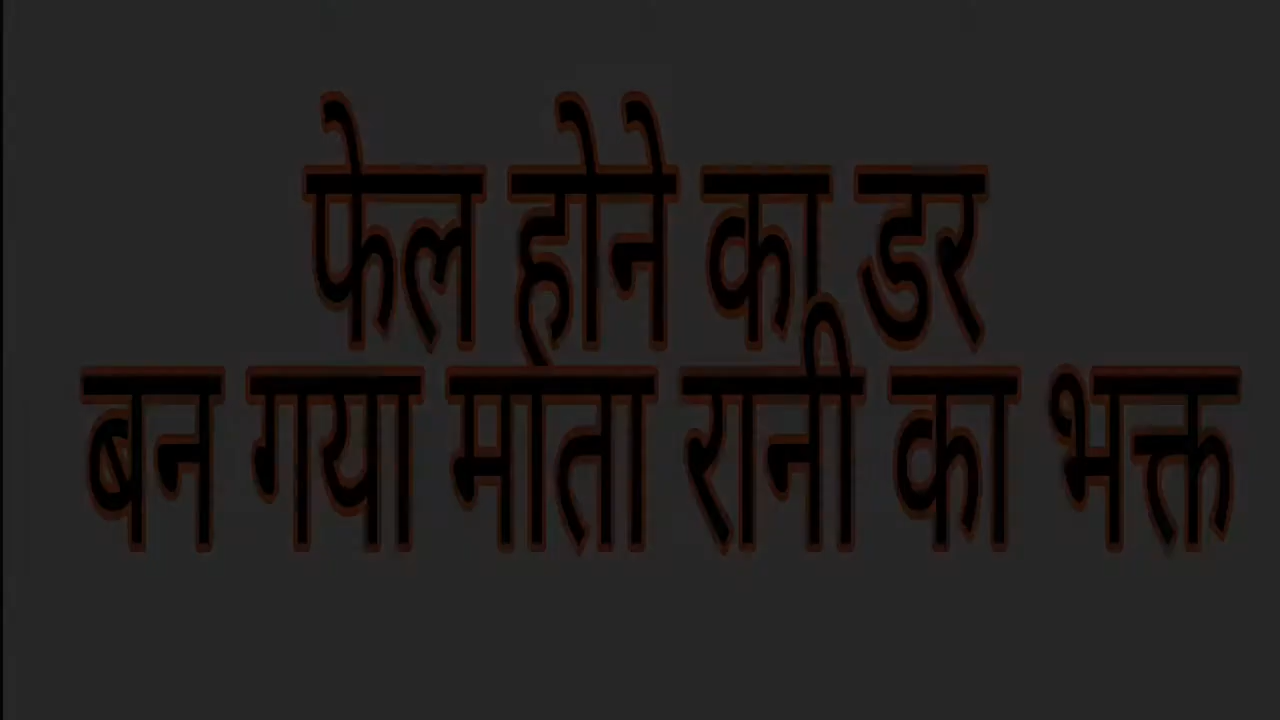 फेल होने का डर
बन गया माता रानी का भक्त